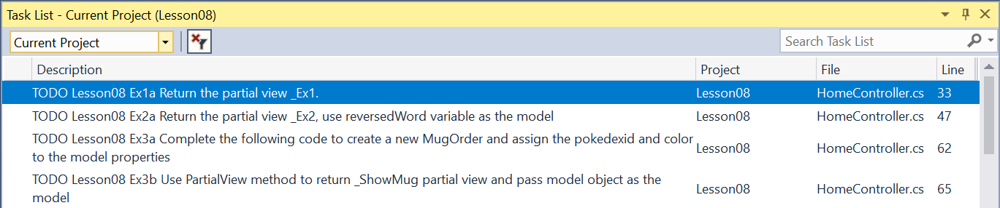 Task List - Current Project (Lesson08)
Current Project
Search Task List
Description Project File Line
TODO Lesson08 Ex1a Return the partial view _Ex1. Lesson08 HomeController.cs 33
TODO Lesson08 Ex2a Return the partial view _Ex2, use reversedWord variable as the model Lesson08 HomeController.cs 47
TODO Lesson08 Ex3a Complete the following code to create a new MugOrder and assign the pokedexid and color
to the model properties Lesson08 HomeController.cs 62
TODO Lesson08 Ex3b Use PartialView method to return _ShowMug partial view and pass model object as the
model Lesson08 HomeController.cs 65